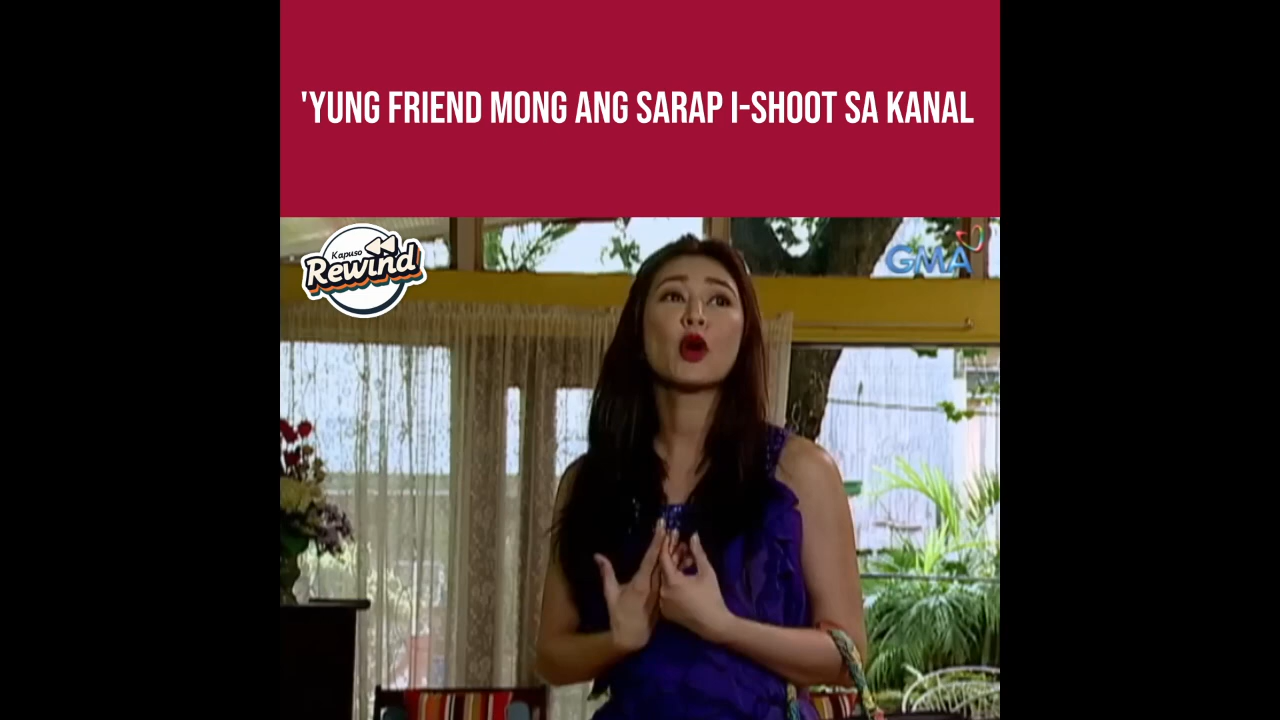 'YUNG FRIEND MONG ANG SARAP I-SHOOT SA KANAL
Kapuso
Rewind
GMA